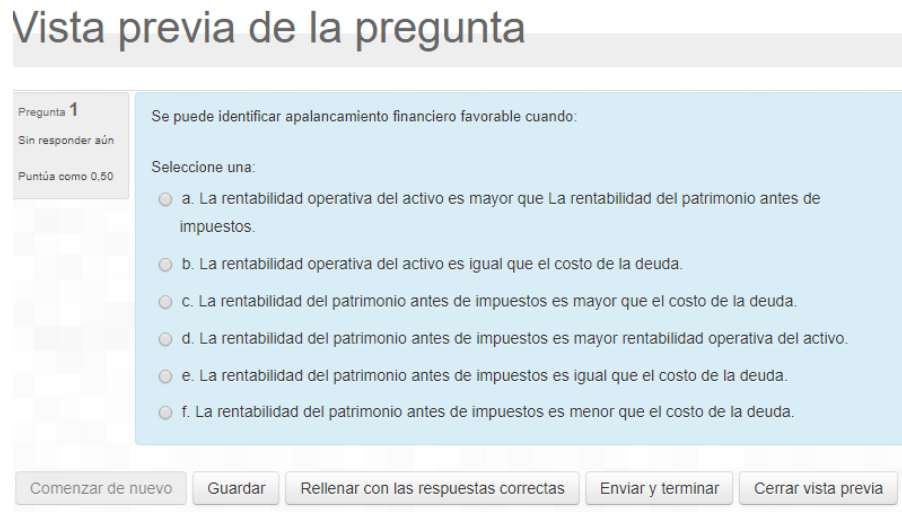 Vista previa de la pregunta
Pregunta 1
Sin responder aún
Puntúa como 0,50
Se puede identificar apalancamiento financiero favorable cuando:
Seleccione una:
a. La rentabilidad operativa del activo es mayor que La rentabilidad del patrimonio antes de
impuestos.
b. La rentabilidad operativa del activo es igual que el costo de la deuda.
c. La rentabilidad del patrimonio antes de impuestos es mayor que el costo de la deuda.
d. La rentabilidad del patrimonio antes de impuestos es mayor rentabilidad operativa del activo.
e. La rentabilidad del patrimonio antes de impuestos es igual que el costo de la deuda.
f. La rentabilidad del patrimonio antes de impuestos es menor que el costo de la deuda.
Comenzar de nuevo Guardar Rellenar con las respuestas correctas Enviar y terminar Cerrar vista previa